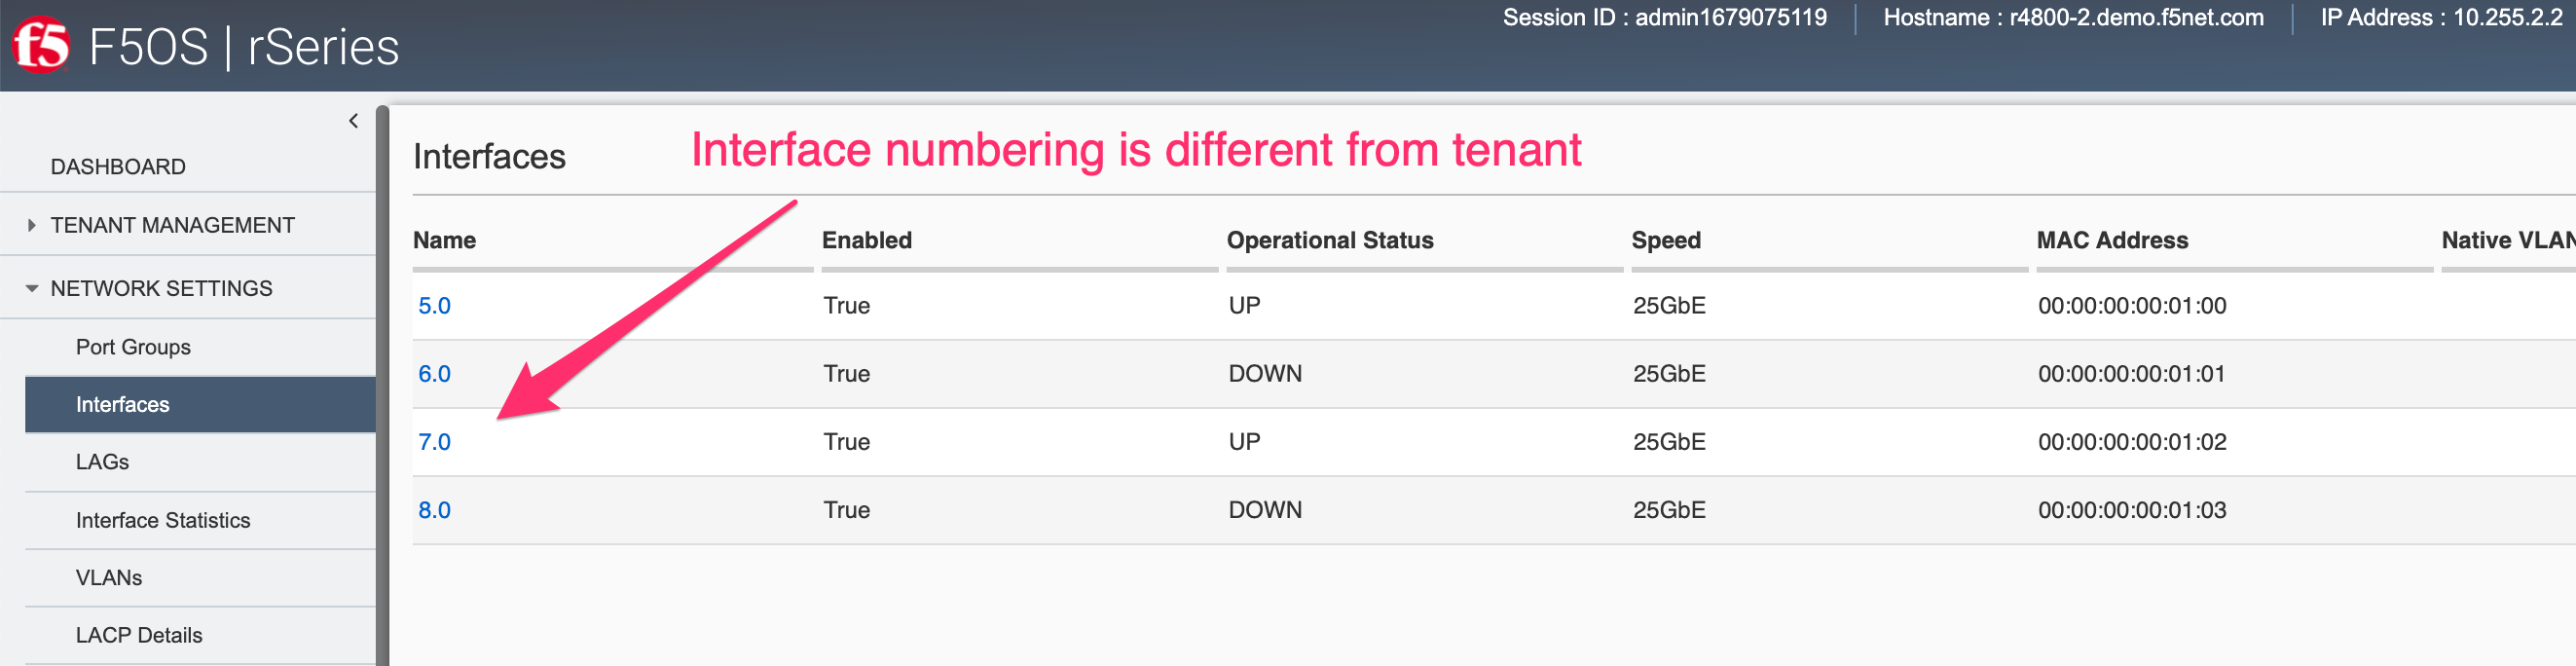 Session ID : admin1679075119 Hostname : r4800-2.demo.f5net.com IP Address : 10.255.2.2
f5 F5OS | rSeries
DASHBOARD
TENANT MANAGEMENT
NETWORK SETTINGS
Port Groups
Interfaces
LAGs
Interface Statistics
VLANs
LACP Details
Interfaces
Interface numbering is different from tenant
Name Enabled Operational Status Speed MAC Address Native VLAN
5.0 True UP 25GbE 00:00:00:00:01:00
6.0 True DOWN 25GbE 00:00:00:00:01:01
7.0 True UP 25GbE 00:00:00:00:01:02
8.0 True DOWN 25GbE 00:00:00:00:01:03